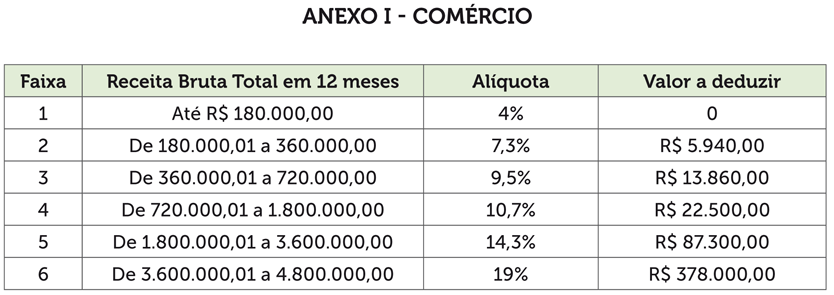 ANEXO I - COMÉRCIO
Faixa Receita Bruta Total em 12 meses Alíquota Valor a deduzir
1 Até R$ 180.000,00 4% 0
2 De 180.000,01 a 360.000,00 7,3% R$ 5.940,00
3 De 360.000,01 a 720.000,00 9,5% R$ 13.860,00
4 De 720.000,01 a 1.800.000,00 10,7% R$ 22.500,00
5 De 1.800.000,01 a 3.600.000,00 14,3% R$ 87.300,00
6 De 3.600.000,01 a 4.800.000,00 19% R$ 378.000,00